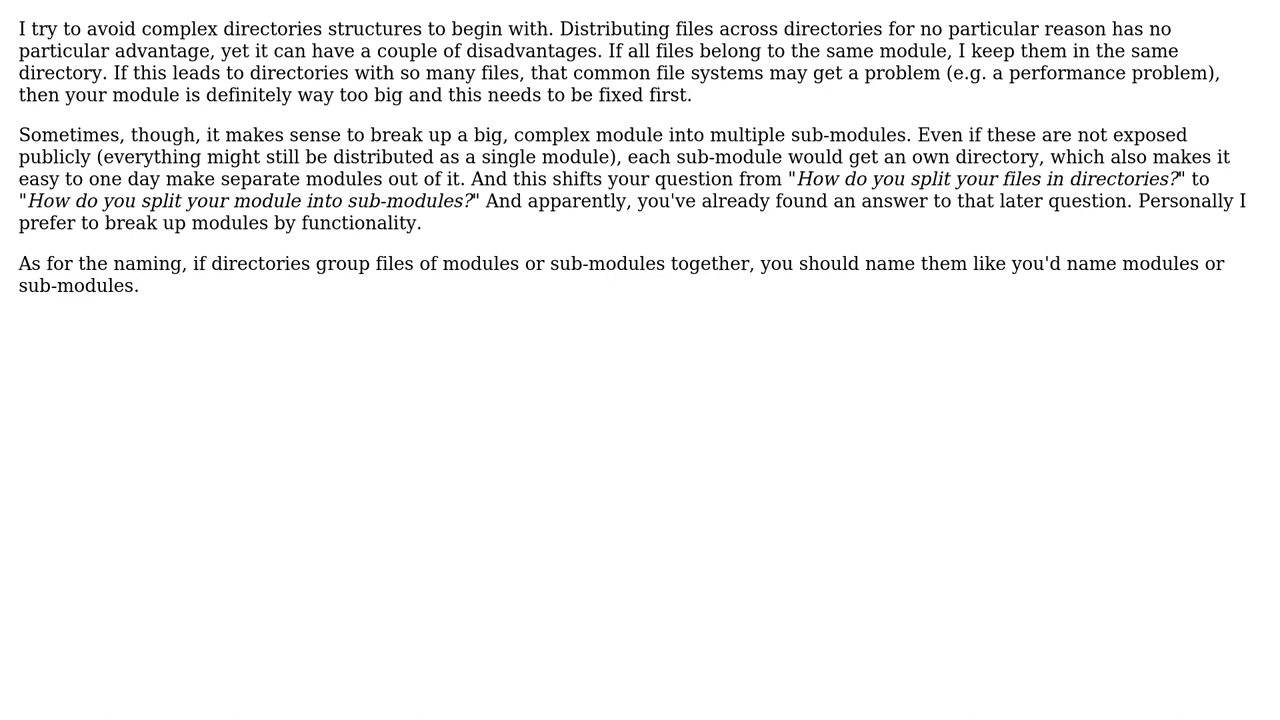 I try to avoid complex directories structures to begin with. Distributing files across directories for no particular reason has no
particular advantage, yet it can have a couple of disadvantages. If all files belong to the same module, I keep them in the same
directory. If this leads to directories with so many files, that common file systems may get a problem (e.g. a performance problem),
then your module is definitely way too big and this needs to be fixed first.
Sometimes, though, it makes sense to break up a big, complex module into multiple sub-modules. Even if these are not exposed
publicly (everything might still be distributed as a single module), each sub-module would get an own directory, which also makes it
easy to one day make separate modules out of it. And this shifts your question from "How do you split your files in directories?" to
"How do you split your module into sub-modules?" And apparently, you've already found an answer to that later question. Personally I
prefer to break up modules by functionality.
As for the naming, if directories group files of modules or sub-modules together, you should name them like you'd name modules or
sub-modules.